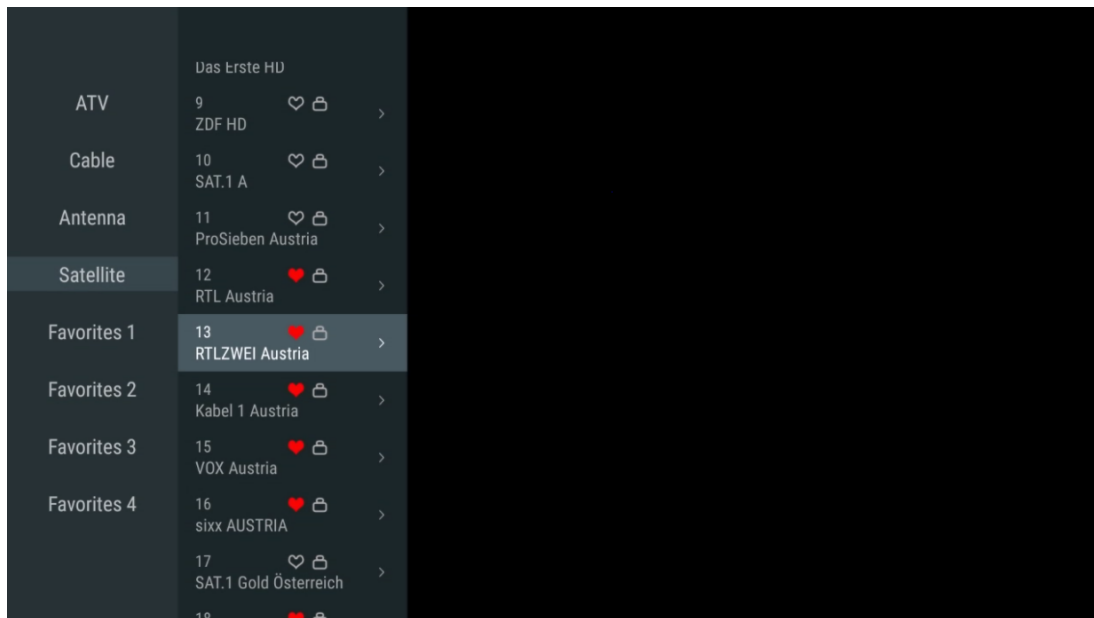 ATV
Cable
Antenna
Satellite
Favorites 1
Favorites 2
Favorites 3
Favorites 4
Das Erste HD
9
ZDF HD
10
SAT.1 A
11
ProSieben Austria
12
RTL Austria
13
RTLZWEI Austria
14
Kabel 1 Austria
15
VOX Austria
16
sixx AUSTRIA
17
SAT.1 Gold Österreich
18